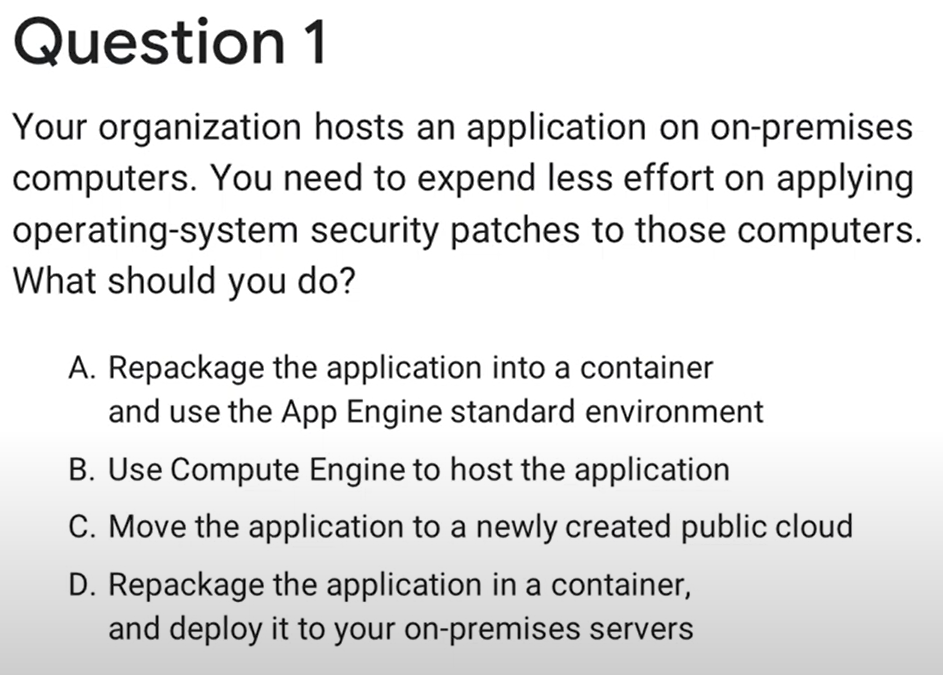 Question 1
Your organization hosts an application on on-premises
computers. You need to expend less effort on applying
operating-system security patches to those computers.
What should you do?
A. Repackage the application into a container
and use the App Engine standard environment
B. Use Compute Engine to host the application
C. Move the application to a newly created public cloud
D. Repackage the application in a container,
and deploy it to your on-premises servers